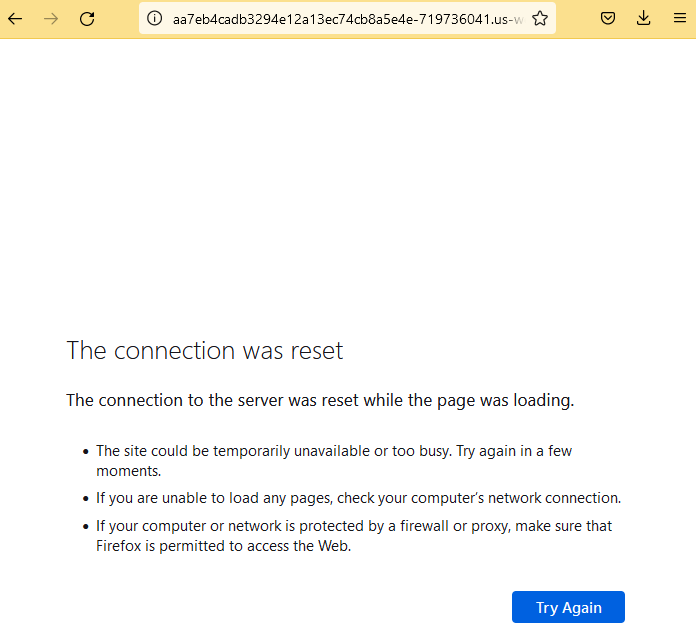 aa7eb4cadb3294e12a13ec74cb8a5e4e-719736041.us-w
The connection was reset
The connection to the server was reset while the page was loading.
• The site could be temporarily unavailable or too busy. Try again in a few
moments.
• If you are unable to load any pages, check your computer’s network connection.
• If your computer or network is protected by a firewall or proxy, make sure that
Firefox is permitted to access the Web.
Try Again